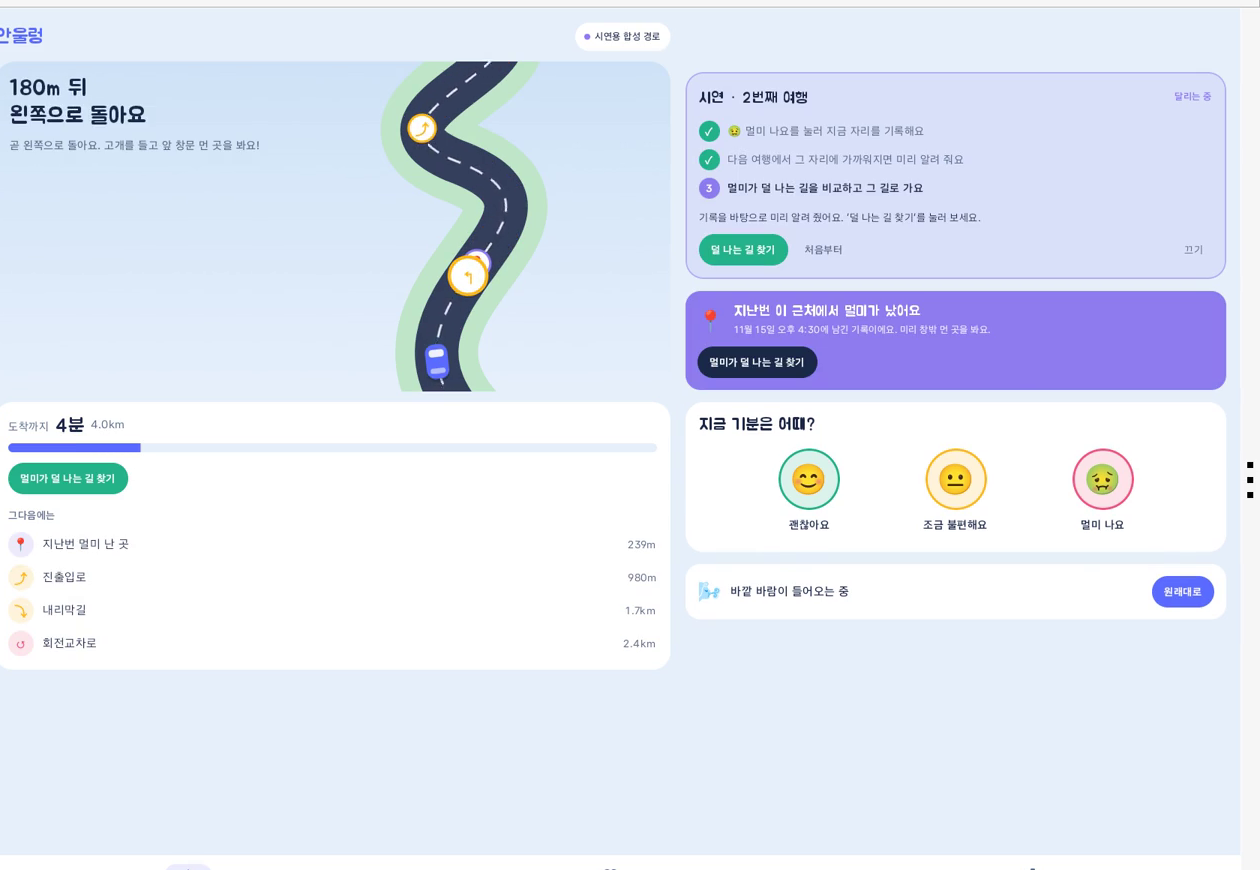 안울렁
시연용 합성 경로
180m 뒤
왼쪽으로 돌아요
곧 왼쪽으로 돌아요. 고개를 들고 앞 창문 먼 곳을 봐요!
도착까지 4분 4.0km
멀미가 덜 나는 길 찾기
그다음에는
지난번 멀미 난 곳 239m
진출입로 980m
내리막길 1.7km
회전교차로 2.4km
시연 · 2번째 여행 달리는 중
멀미 나요를 눌러 지금 자리를 기록해요
다음 여행에서 그 자리에 가까워지면 미리 알려 줘요
3 멀미가 덜 나는 길을 비교하고 그 길로 가요
기록을 바탕으로 미리 알려 줬어요. ‘덜 나는 길 찾기’를 눌러 보세요.
덜 나는 길 찾기 처음부터 끄기
지난번 이 근처에서 멀미가 났어요
11월 15일 오후 4:30에 남긴 기록이에요. 미리 창밖 먼 곳을 봐요.
멀미가 덜 나는 길 찾기
지금 기분은 어때?
괜찮아요 조금 불편해요 멀미 나요
바깥 바람이 들어오는 중 원래대로